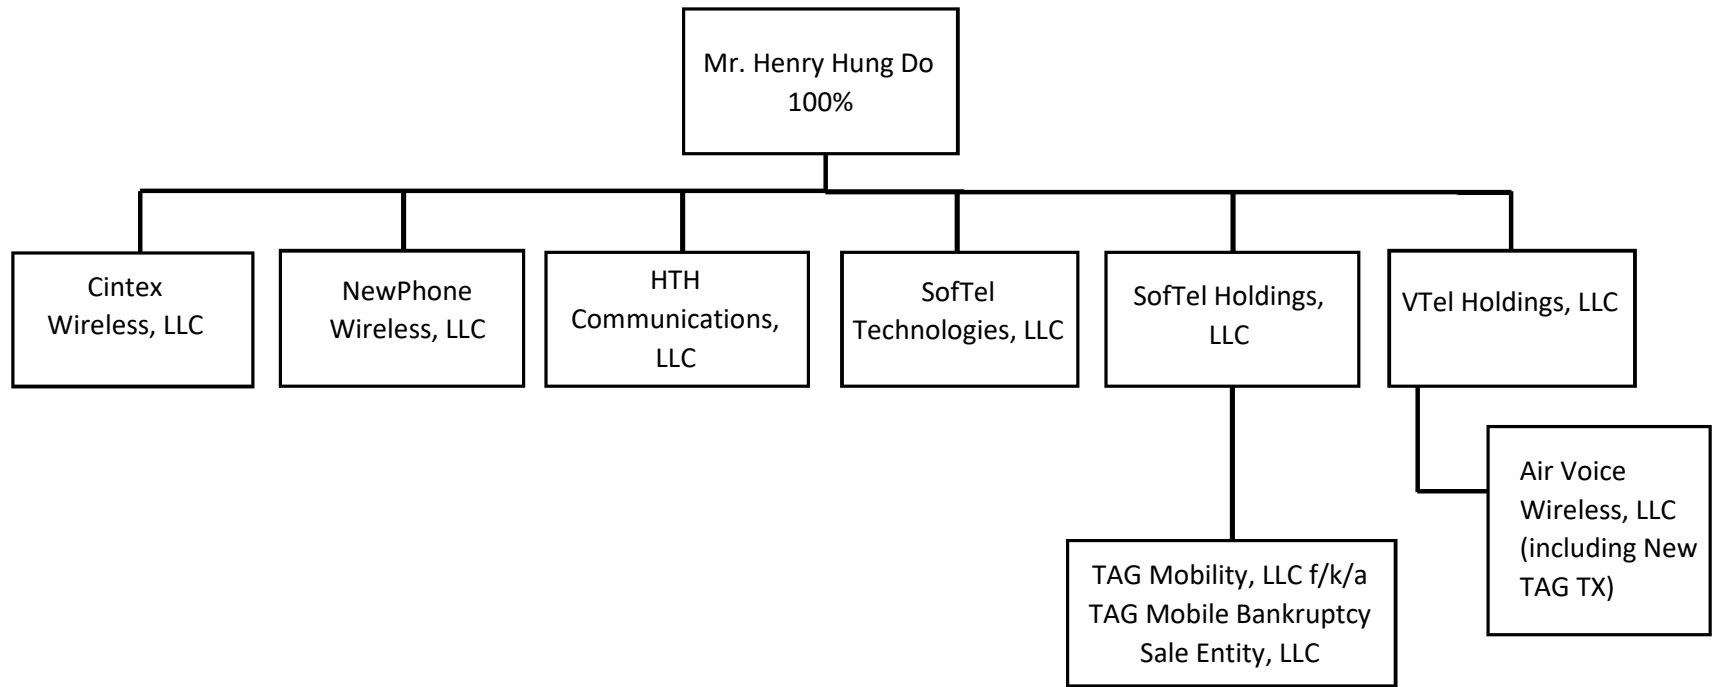 Mr. Henry Hung Do
100%
Cintex
Wireless, LLC
NewPhone
Wireless, LLC
HTH
Communications,
LLC
SofTel
Technologies, LLC
SofTel Holdings,
LLC
VTel Holdings, LLC
Air Voice
Wireless, LLC
(including New
TAG TX)
TAG Mobility, LLC f/k/a
TAG Mobile Bankruptcy
Sale Entity, LLC